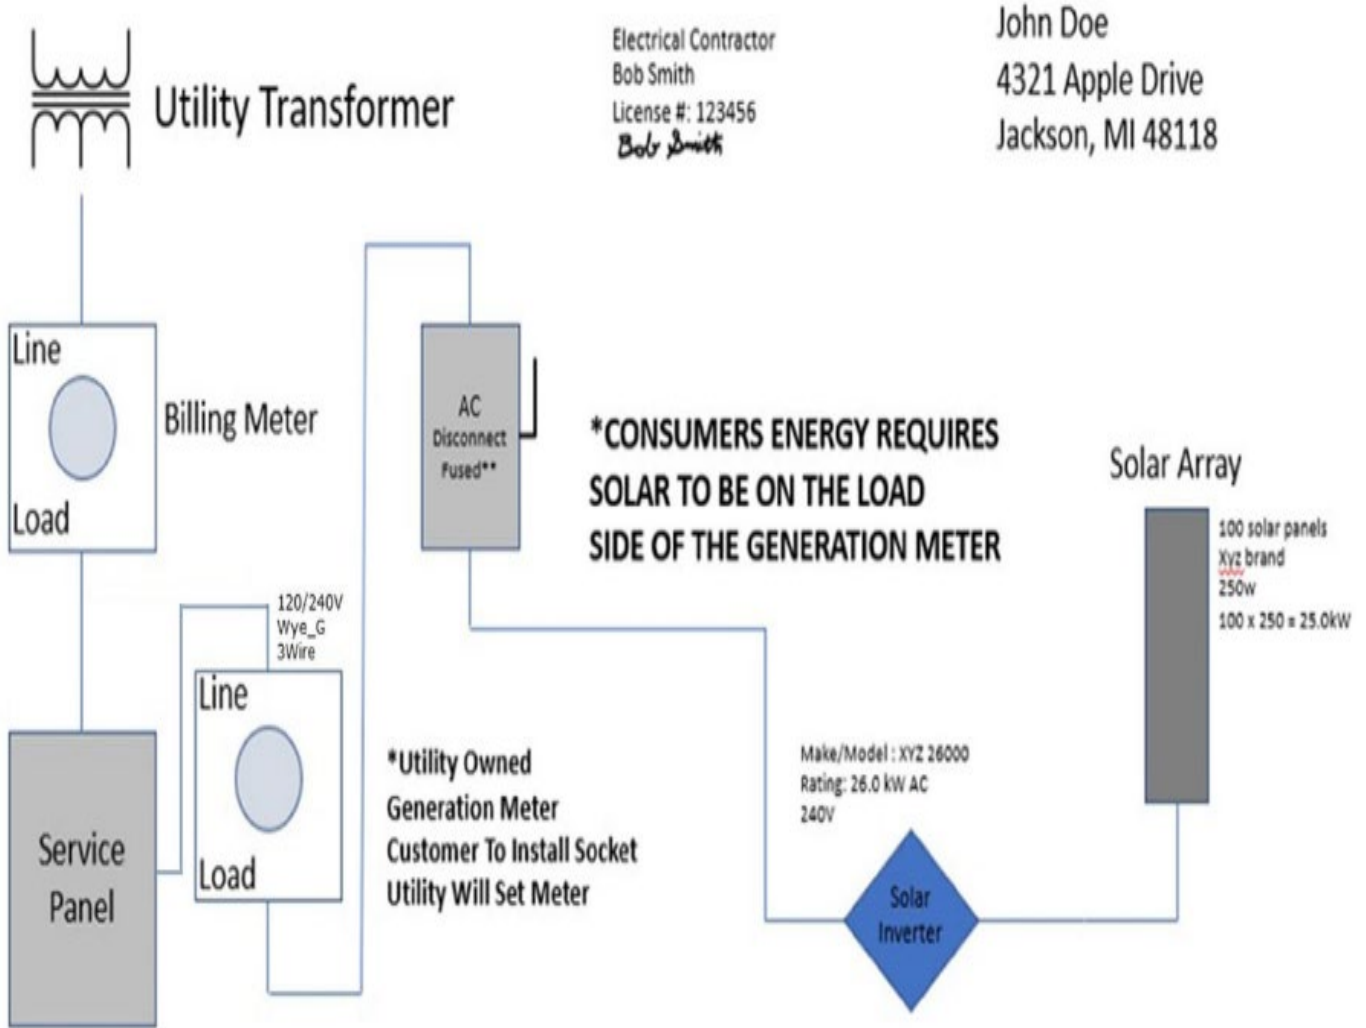 Utility Transformer
Electrical Contractor
Bob Smith
License #: 123456
Bob Smith
John Doe
4321 Apple Drive
Jackson, MI 48118
Line
Load
Billing Meter
AC
Disconnect
Fused**
*CONSUMERS ENERGY REQUIRES
SOLAR TO BE ON THE LOAD
SIDE OF THE GENERATION METER
Solar Array
100 solar panels
Xyz brand
250w
100 x 250 = 25.0kW
120/240V
Wye_G
3Wire
Line
Load
*Utility Owned
Generation Meter
Customer To Install Socket
Utility Will Set Meter
Service
Panel
Make/Model : XYZ 26000
Rating: 26.0 kW AC
240V
Solar
Inverter